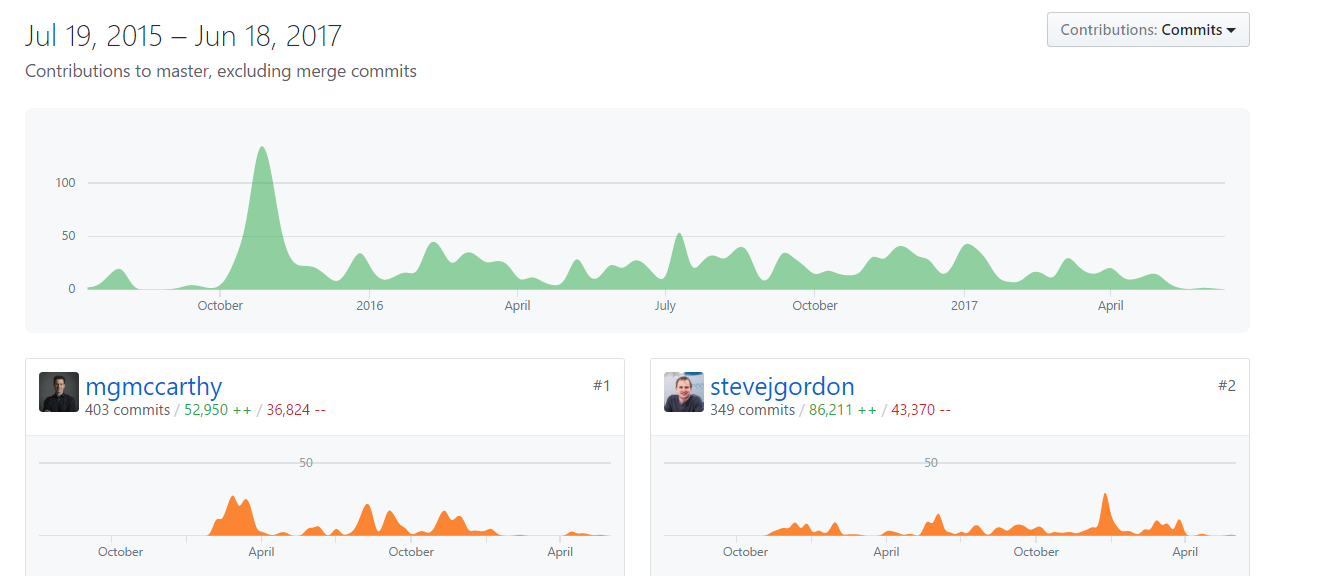 Jul 19, 2015 – Jun 18, 2017
Contributions: Commits
Contributions to master, excluding merge commits
100
50
0
October 2016 April July October 2017 April
mgmccarthy #1
403 commits / 52,950 ++ / 36,824 --
50
October April October April
stevejgordon #2
349 commits / 86,211 ++ / 43,370 --
50
October April October April